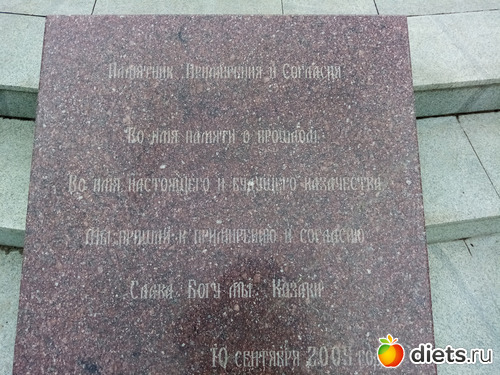 Памятник Примирения и Согласия
Во имя памяти о прошлом
Во имя настоящего и будущего казачества
Мы пришли к примирению и согласию
Слава Богу мы Казаки
10 сентября 2005 год
diets.ru